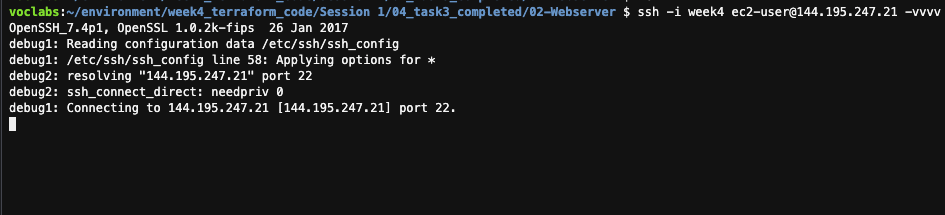 voclabs:~/environment/week4_terraform_code/Session 1/04_task3_completed/02-Webserver $ ssh -i week4 ec2-user@144.195.247.21 -vvvv
OpenSSH_7.4p1, OpenSSL 1.0.2k-fips  26 Jan 2017
debug1: Reading configuration data /etc/ssh/ssh_config
debug1: /etc/ssh/ssh_config line 58: Applying options for *
debug2: resolving "144.195.247.21" port 22
debug2: ssh_connect_direct: needpriv 0
debug1: Connecting to 144.195.247.21 [144.195.247.21] port 22.